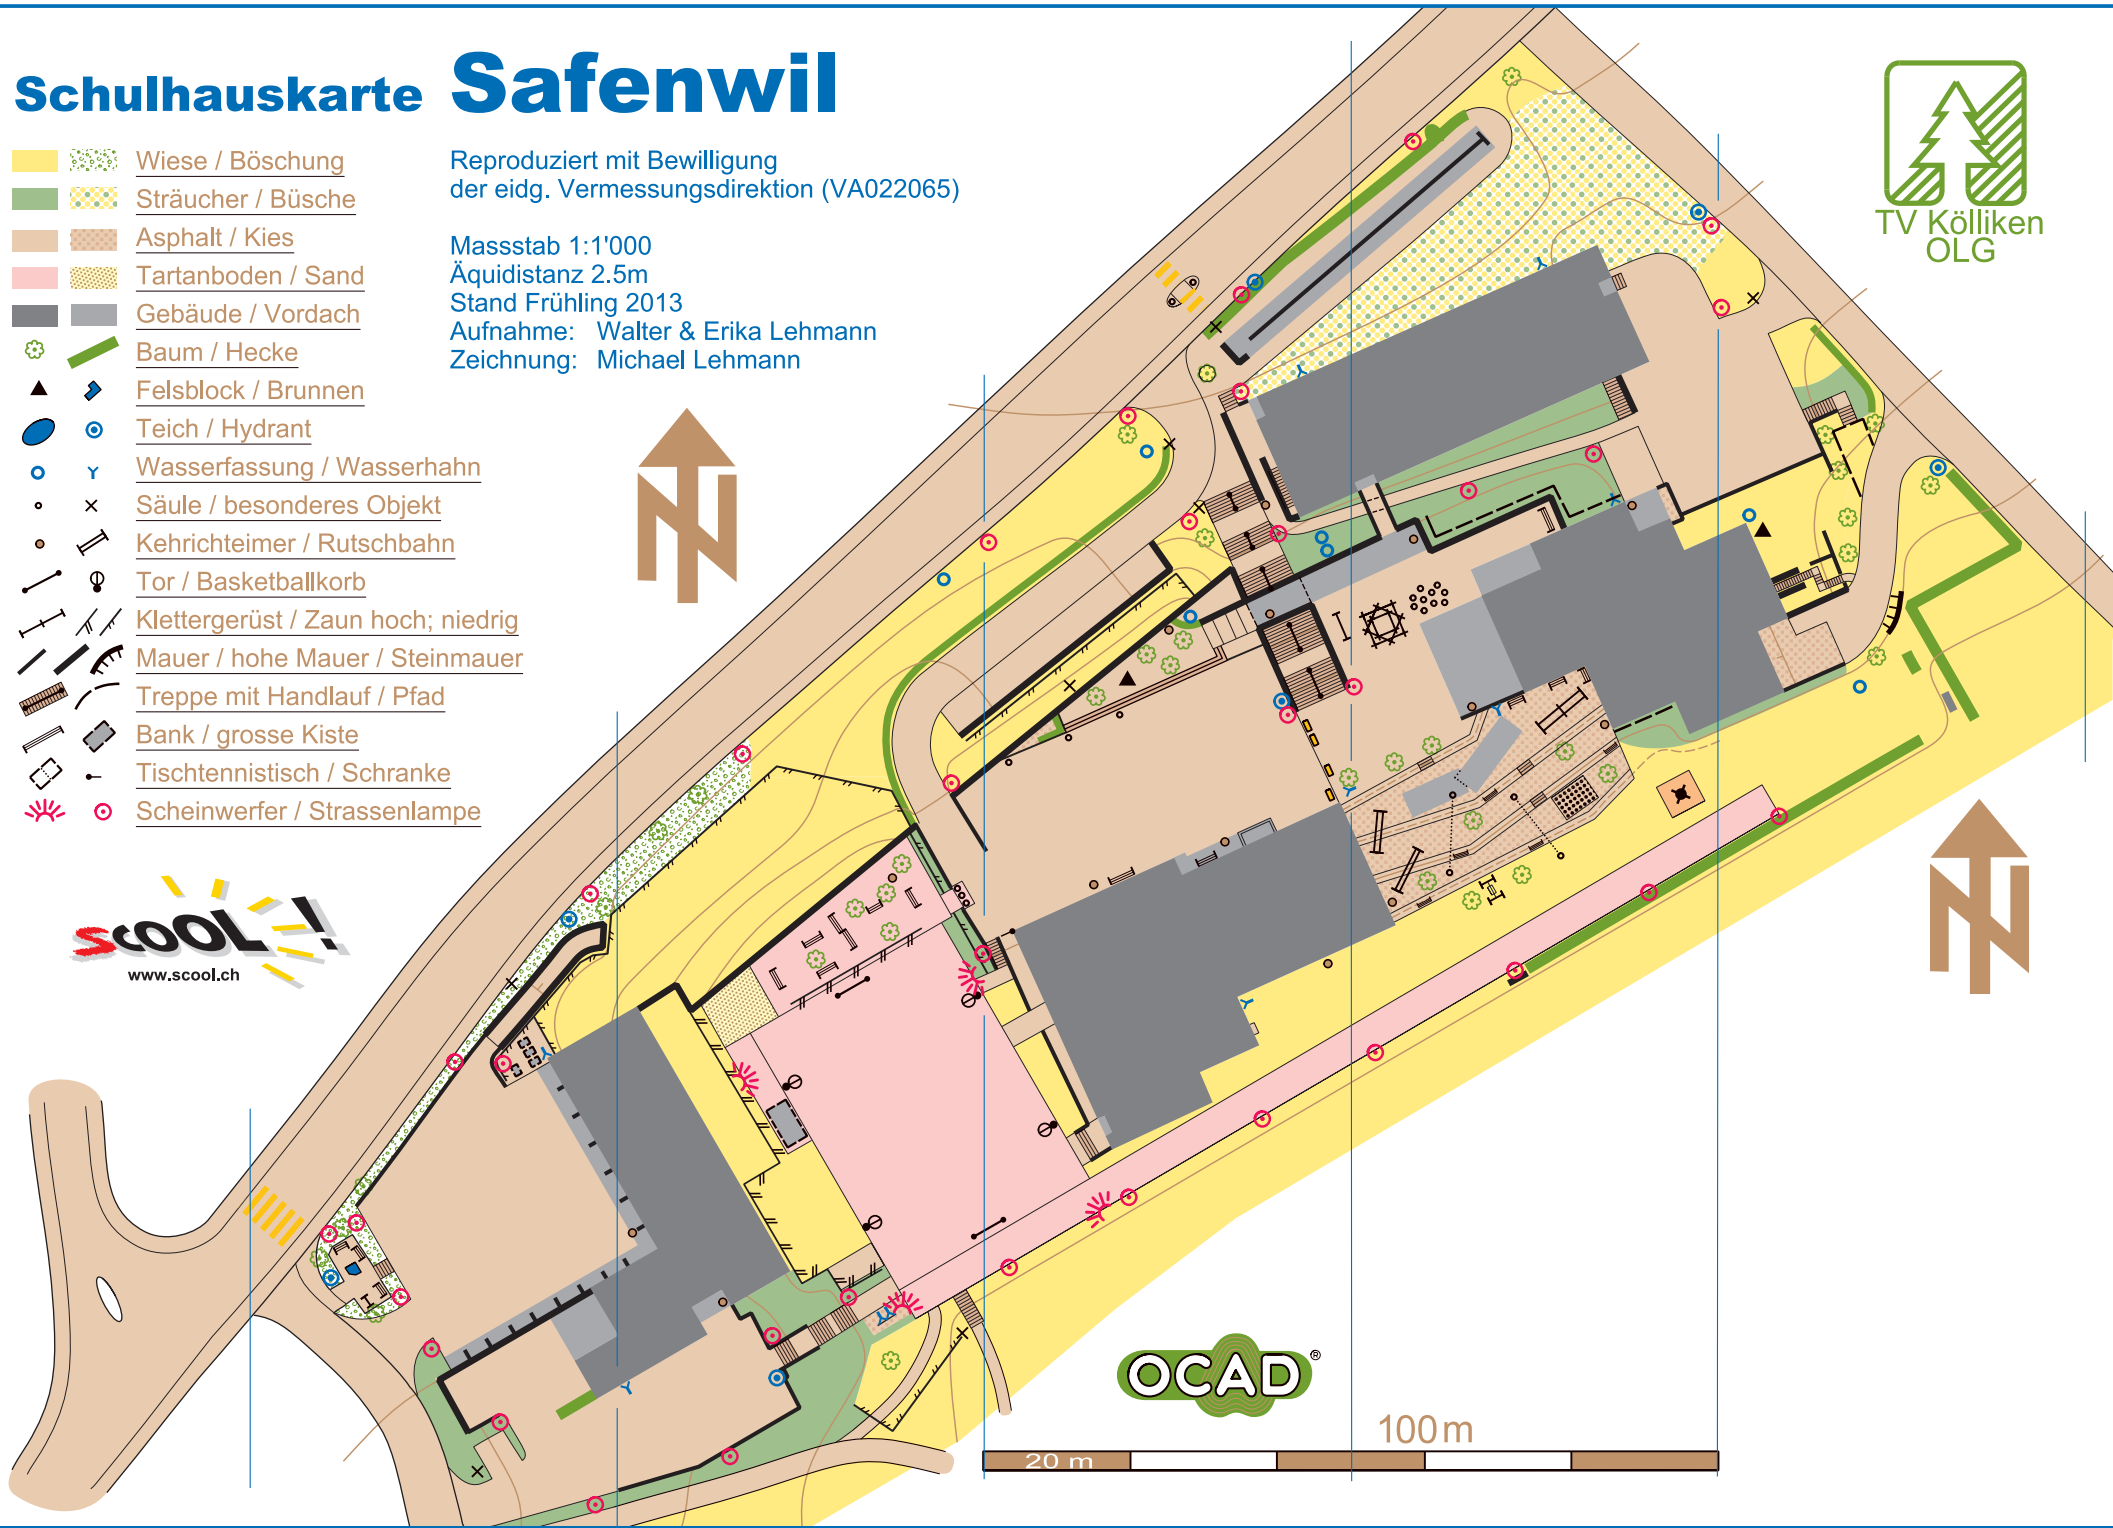 Schulhauskarte Safenwil
Wiese / Böschung
Sträucher / Büsche
Asphalt / Kies
Tartanboden / Sand
Gebäude / Vordach
Baum / Hecke
Felsblock / Brunnen
Teich / Hydrant
Wasserfassung / Wasserhahn
Säule / besonderes Objekt
Kehrichteimer / Rutschbahn
Tor / Basketballkorb
Klettergerüst / Zaun hoch; niedrig
Mauer / hohe Mauer / Steinmauer
Treppe mit Handlauf / Pfad
Bank / grosse Kiste
Tischtennistisch / Schranke
Scheinwerfer / Strassenlampe
Reproduziert mit Bewilligung
der eidg. Vermessungsdirektion (VA022065)
Massstab 1:1'000
Äquidistanz 2.5m
Stand Frühling 2013
Aufnahme: Walter & Erika Lehmann
Zeichnung: Michael Lehmann
TV Kölliken
OLG
N
N
scool!
www.scool.ch
OCAD®
100m
20 m